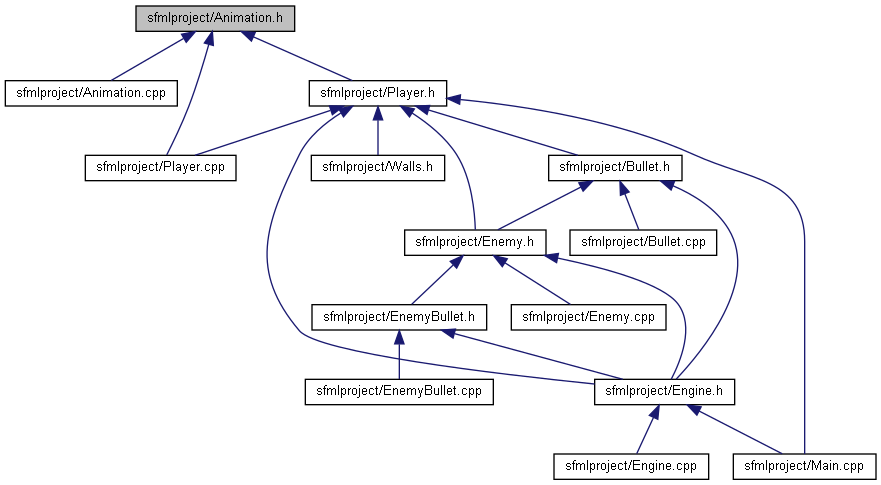 sfmlproject/Animation.h
sfmlproject/Animation.cpp
sfmlproject/Player.h
sfmlproject/Player.cpp
sfmlproject/Walls.h
sfmlproject/Bullet.h
sfmlproject/Enemy.h
sfmlproject/Bullet.cpp
sfmlproject/EnemyBullet.h
sfmlproject/Enemy.cpp
sfmlproject/EnemyBullet.cpp
sfmlproject/Engine.h
sfmlproject/Engine.cpp
sfmlproject/Main.cpp